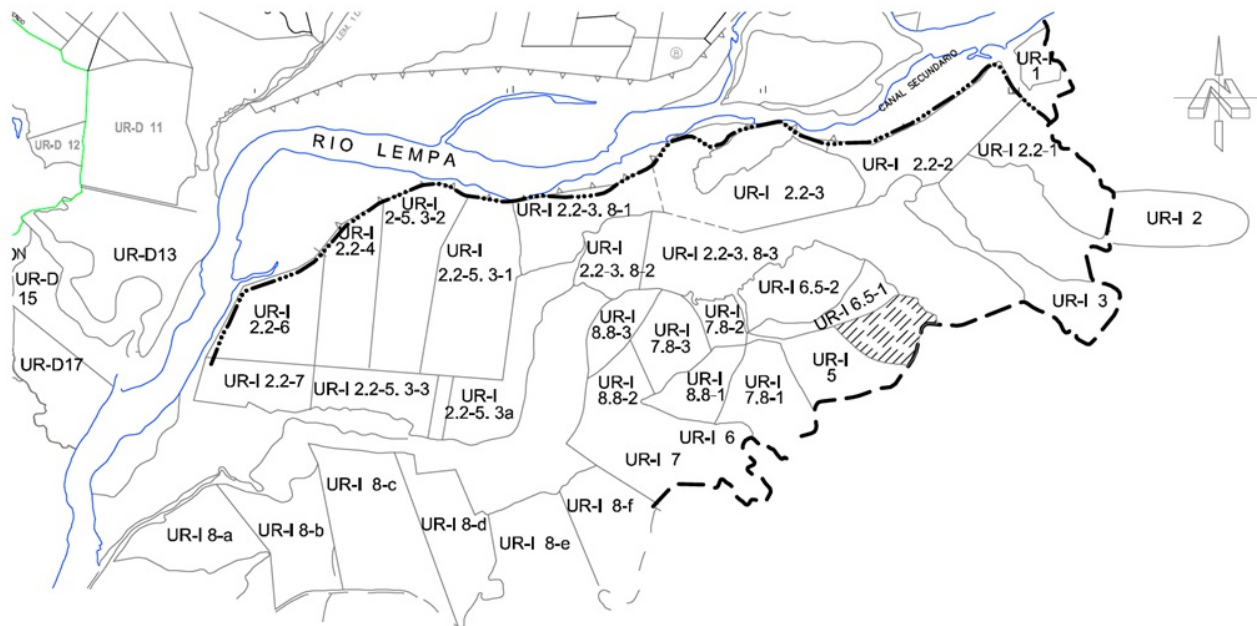 LEM. 1
R
CANAL SECUNDARIO
UR-I
1
UR-D 11
UR-D 12
RIO LEMPA
UR-I 2.2-1
UR-I 2.2-2
UR-I 2.2-3
UR-I
2-5. 3-2
UR-I 2.2-3. 8-1
UR-I 2
UR-I
2.2-4
ON
UR-D13
UR-I
2.2-5. 3-1
UR-I
2.2-3. 8-2
UR-I 2.2-3. 8-3
UR-D
15
UR-I 6.5-2
UR-I 6.5-1
UR-I 3
UR-I
2.2-6
UR-I
8.8-3
UR-I
7.8-3
UR-I
7.8-2
UR-D17
UR-I
5
UR-I 2.2-7
UR-I 2.2-5. 3-3
UR-I
2.2-5. 3a
UR-I
8.8-2
UR-I
8.8-1
UR-I
7.8-1
UR-I 6
UR-I 7
UR-I 8-a
UR-I 8-b
UR-I 8-c
UR-I 8-d
UR-I 8-e
UR-I 8-f